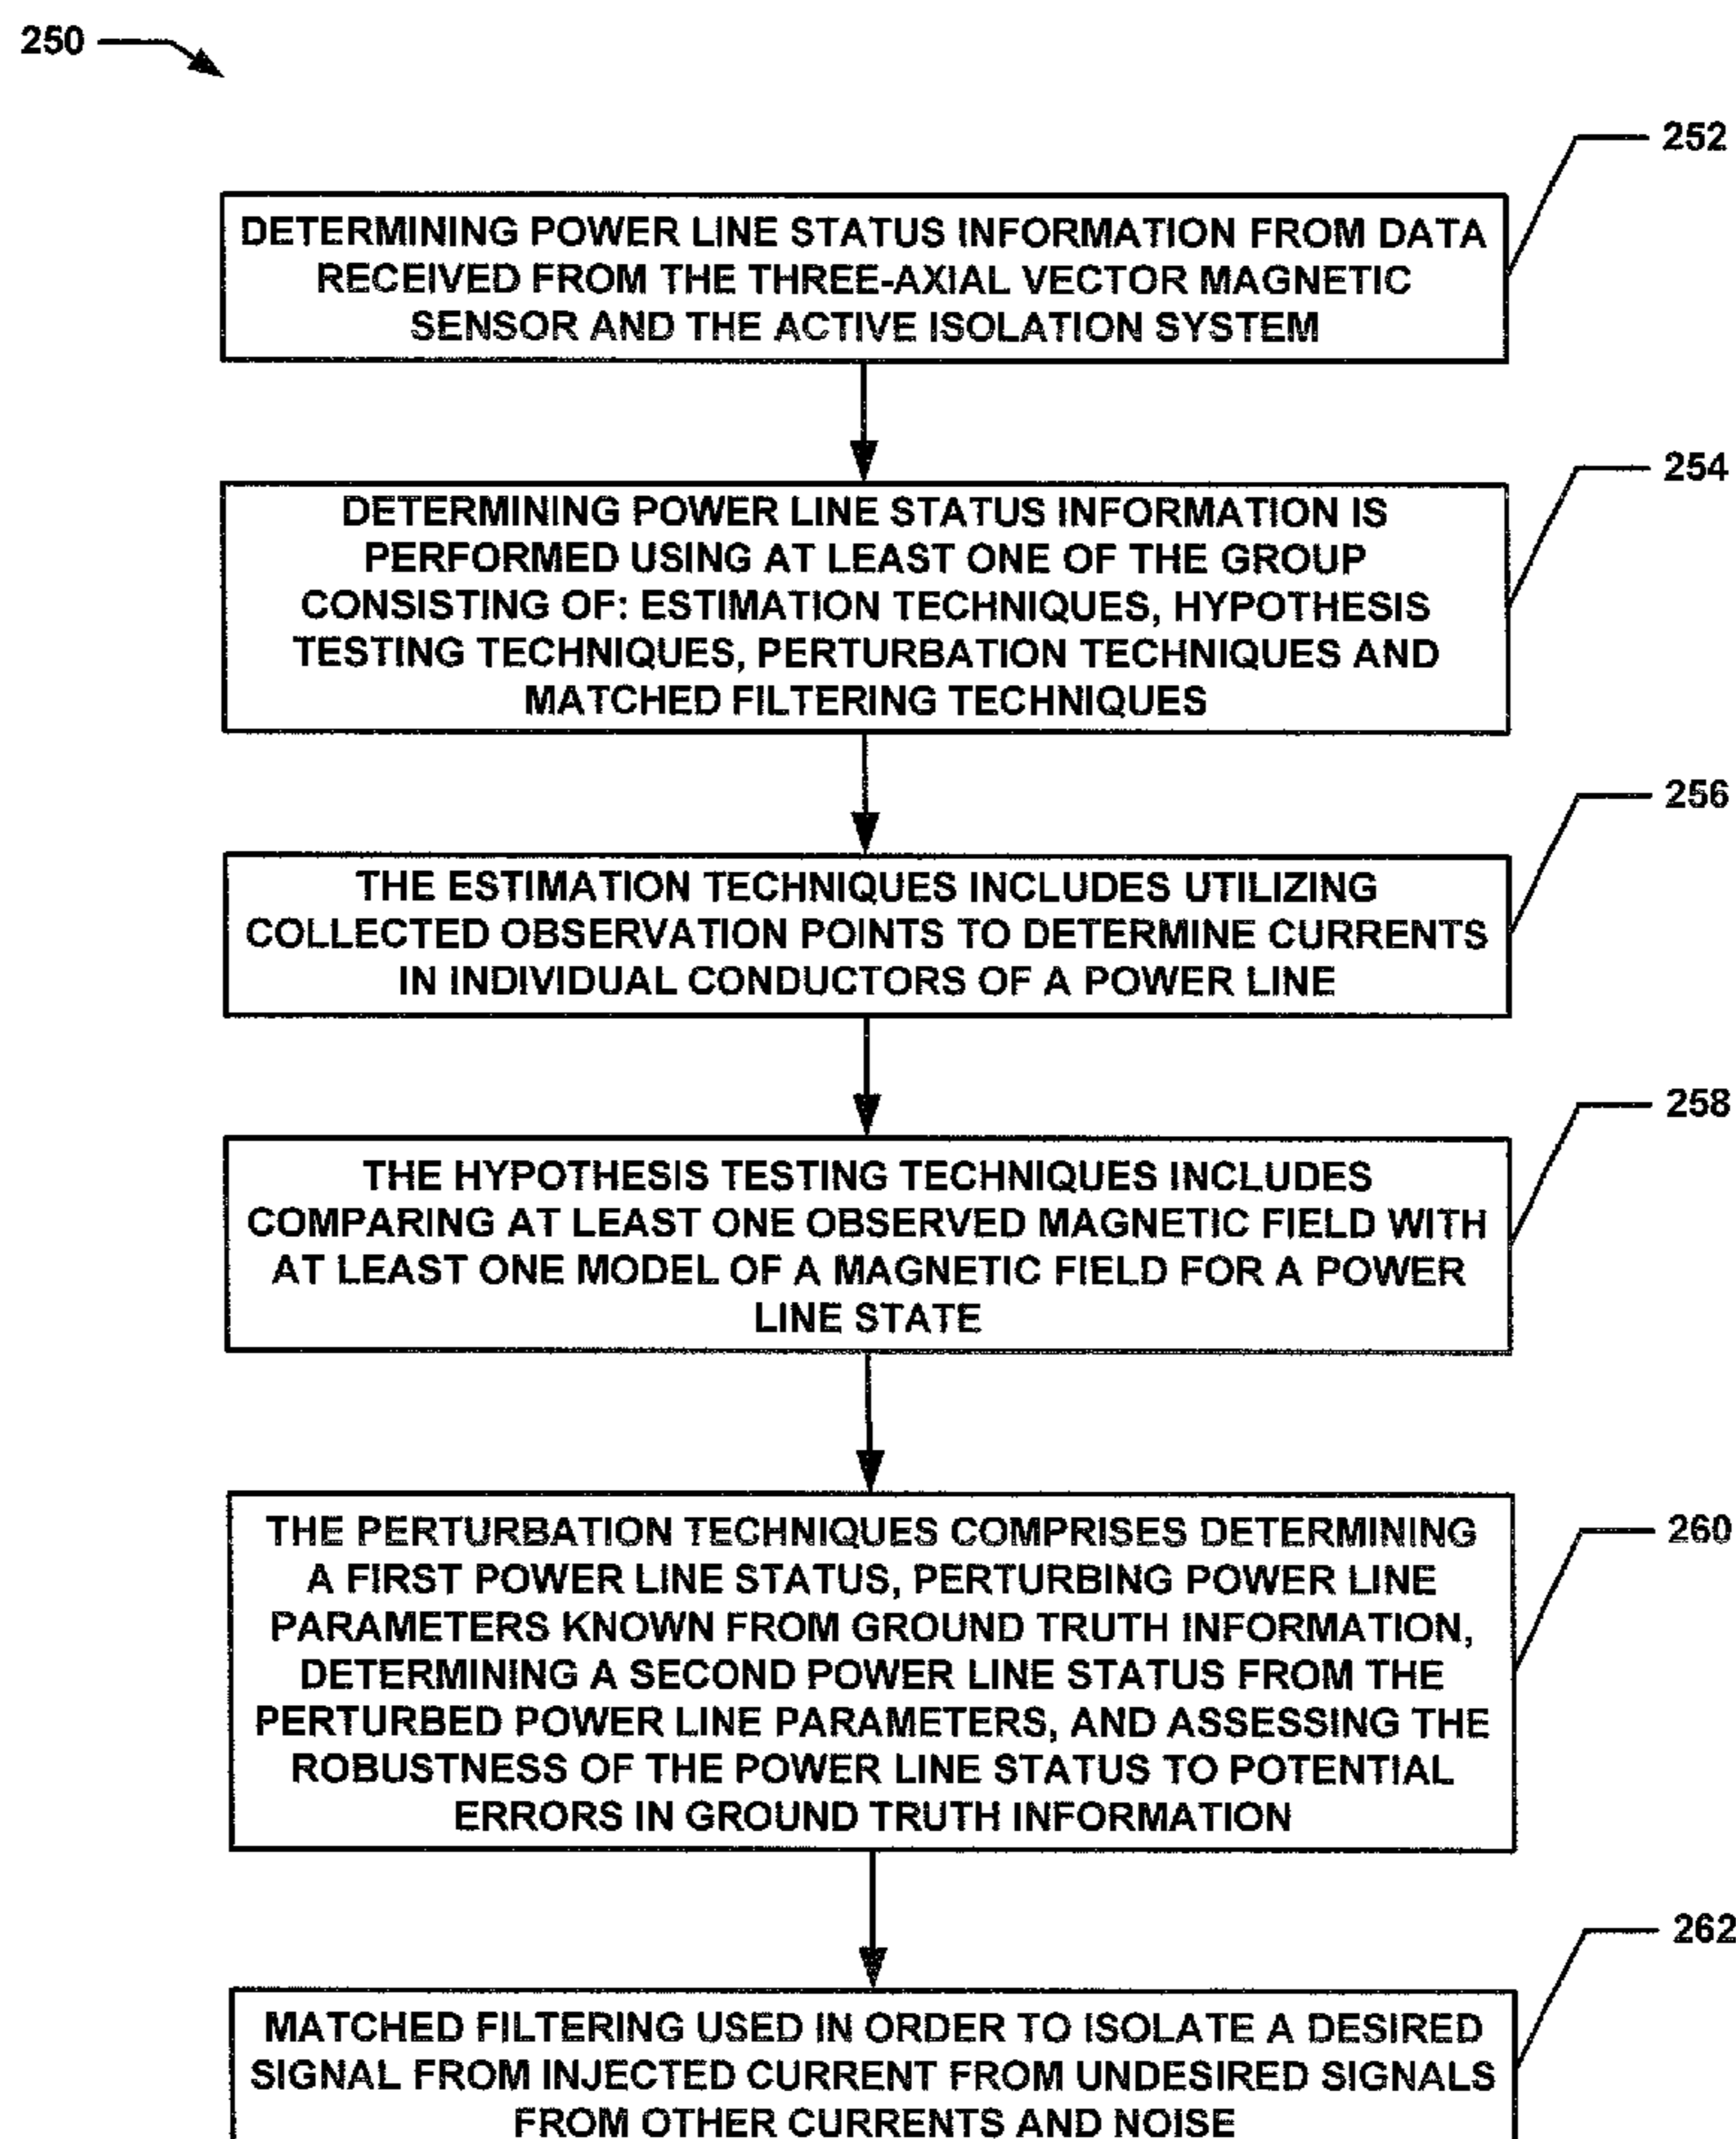 250
252
DETERMINING POWER LINE STATUS INFORMATION FROM DATA
RECEIVED FROM THE THREE-AXIAL VECTOR MAGNETIC
SENSOR AND THE ACTIVE ISOLATION SYSTEM
254
DETERMINING POWER LINE STATUS INFORMATION IS
PERFORMED USING AT LEAST ONE OF THE GROUP
CONSISTING OF: ESTIMATION TECHNIQUES, HYPOTHESIS
TESTING TECHNIQUES, PERTURBATION TECHNIQUES AND
MATCHED FILTERING TECHNIQUES
256
THE ESTIMATION TECHNIQUES INCLUDES UTILIZING
COLLECTED OBSERVATION POINTS TO DETERMINE CURRENTS
IN INDIVIDUAL CONDUCTORS OF A POWER LINE
258
THE HYPOTHESIS TESTING TECHNIQUES INCLUDES
COMPARING AT LEAST ONE OBSERVED MAGNETIC FIELD WITH
AT LEAST ONE MODEL OF A MAGNETIC FIELD FOR A POWER
LINE STATE
260
THE PERTURBATION TECHNIQUES COMPRISES DETERMINING
A FIRST POWER LINE STATUS, PERTURBING POWER LINE
PARAMETERS KNOWN FROM GROUND TRUTH INFORMATION,
DETERMINING A SECOND POWER LINE STATUS FROM THE
PERTURBED POWER LINE PARAMETERS, AND ASSESSING THE
ROBUSTNESS OF THE POWER LINE STATUS TO POTENTIAL
ERRORS IN GROUND TRUTH INFORMATION
262
MATCHED FILTERING USED IN ORDER TO ISOLATE A DESIRED
SIGNAL FROM INJECTED CURRENT FROM UNDESIRED SIGNALS
FROM OTHER CURRENTS AND NOISE